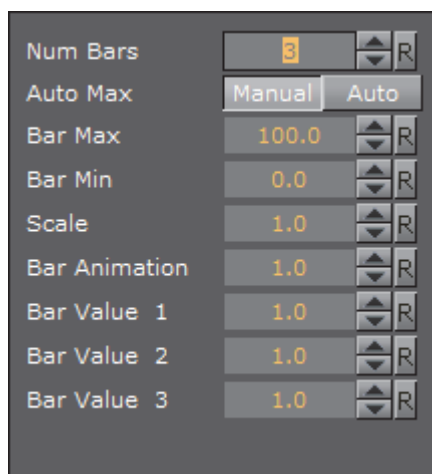 Num Bars 3 R
Auto Max Manual Auto
Bar Max 100.0 R
Bar Min 0.0 R
Scale 1.0 R
Bar Animation 1.0 R
Bar Value 1 1.0 R
Bar Value 2 1.0 R
Bar Value 3 1.0 R